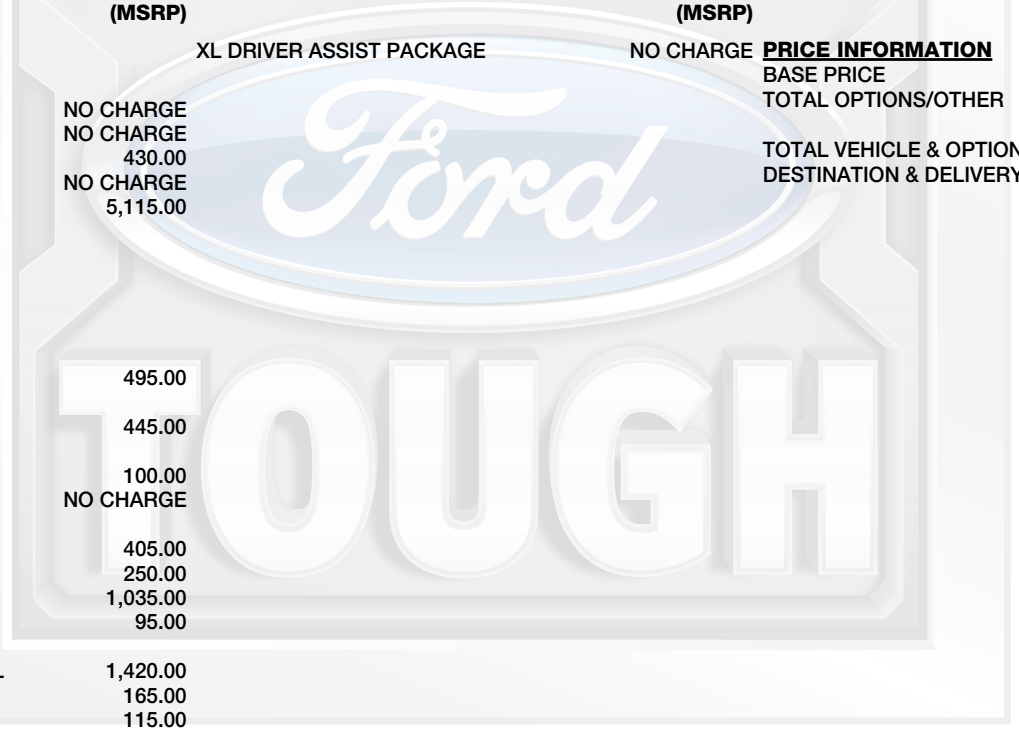 (MSRP) (MSRP)
XL DRIVER ASSIST PACKAGE NO CHARGE PRICE INFORMATION
BASE PRICE
NO CHARGE TOTAL OPTIONS/OTHER
NO CHARGE
430.00 TOTAL VEHICLE & OPTION
NO CHARGE DESTINATION & DELIVERY
5,115.00
Ford
495.00
TOUGH
445.00
100.00
NO CHARGE
405.00
250.00
1,035.00
95.00
1,420.00
165.00
115.00